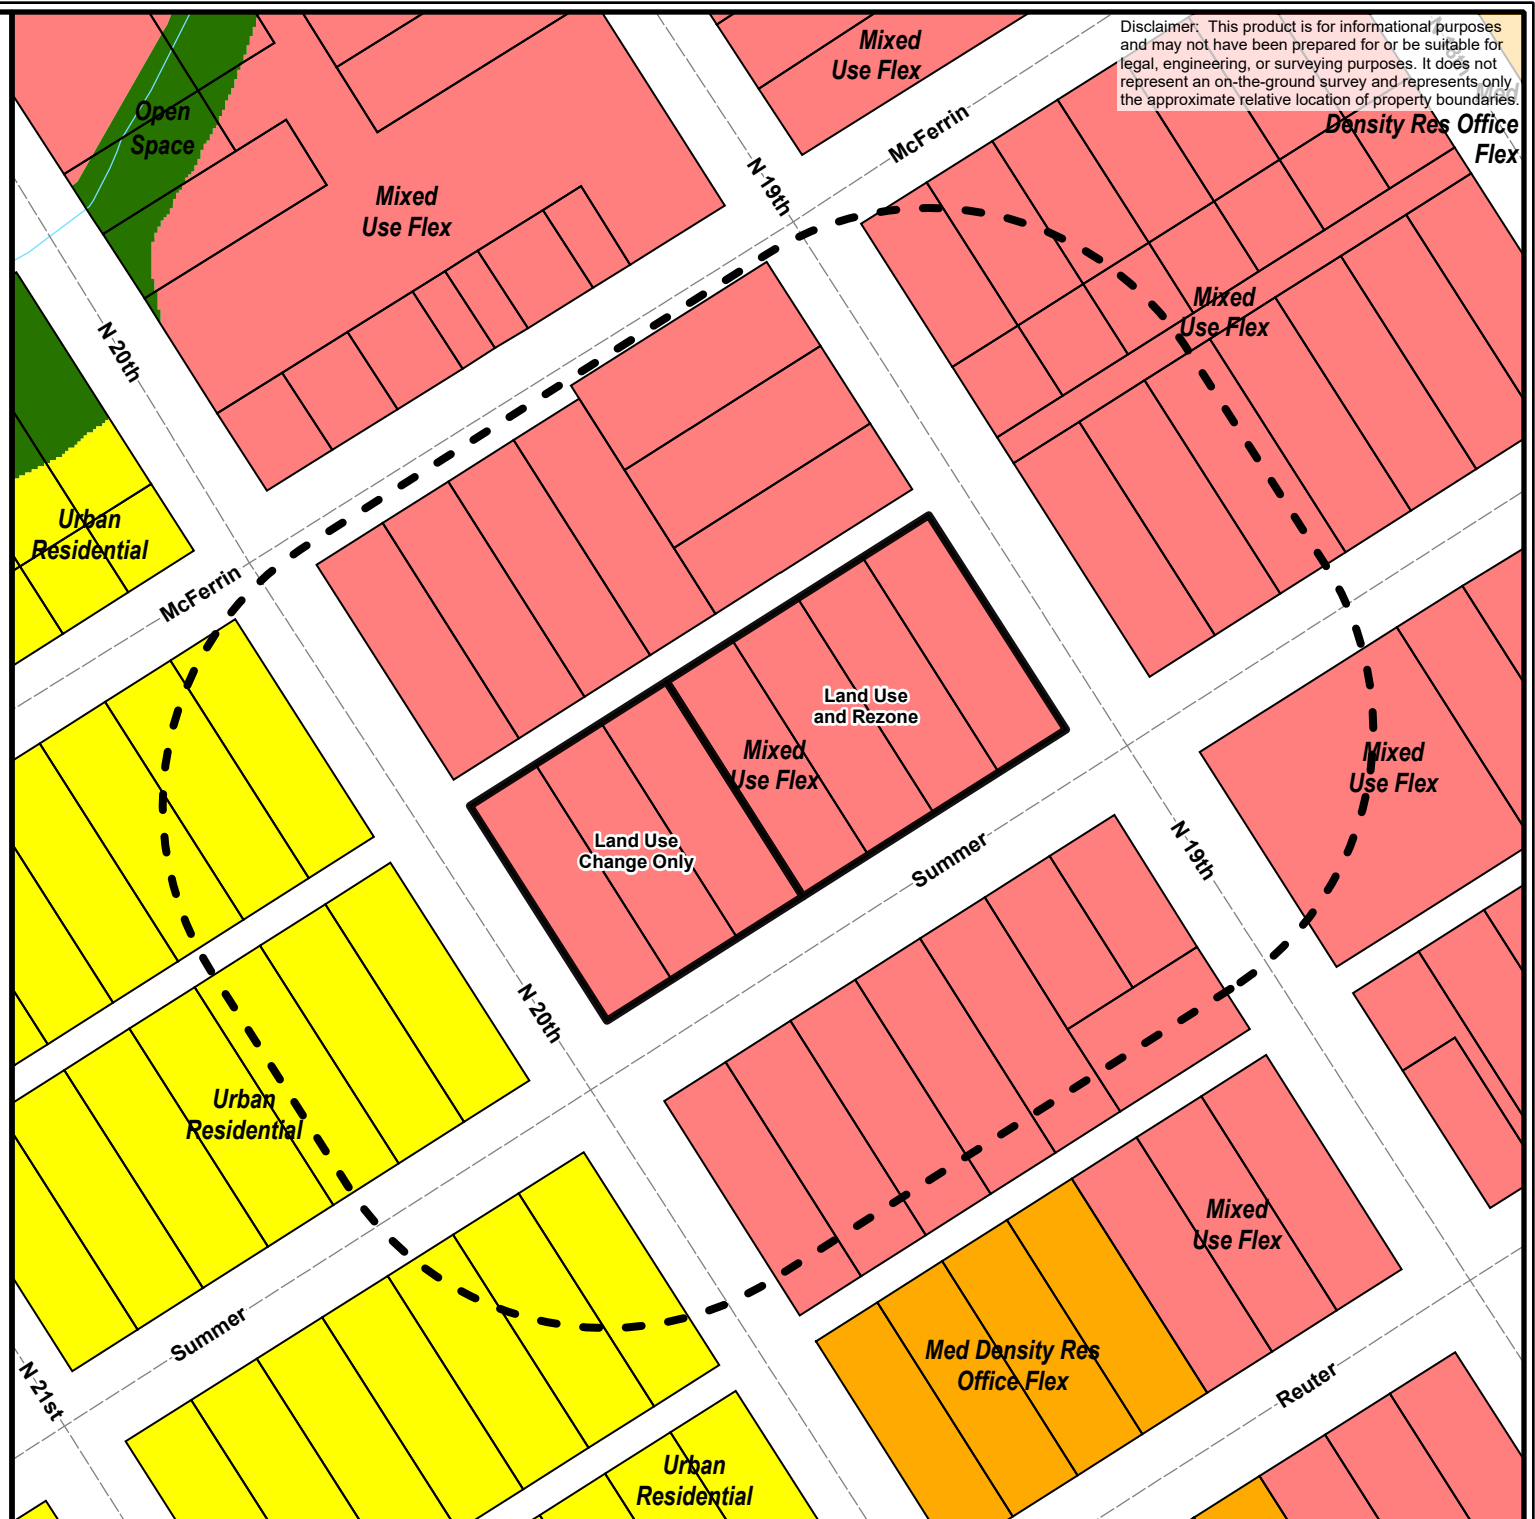 Disclaimer: This product is for informational purposes
and may not have been prepared for or be suitable for
legal, engineering, or surveying purposes. It does not
represent an on-the-ground survey and represents only
the approximate relative location of property boundaries.
Mixed
Use Flex
Med
Density Res Office
Flex
Open
Space
McFerrin
N 19th
Mixed
Use Flex
Mixed
Use Flex
N 20th
Urban
Residential
McFerrin
Land Use
and Rezone
Mixed
Use Flex
Mixed
Use Flex
Land Use
Change Only
Summer
N 19th
N 20th
Urban
Residential
Mixed
Use Flex
Summer
Med Density Res
Office Flex
N 21st
Reuter
Urban
Residential